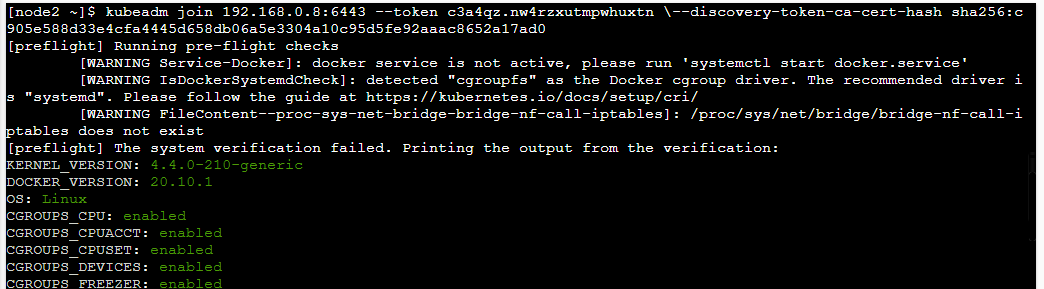 [node2 ~]$ kubeadm join 192.168.0.8:6443 --token c3a4qz.nw4rzxutmpwhuxtn \--discovery-token-ca-cert-hash sha256:c
905e588d33e4cfa4445d658db06a5e3304a10c95d5fe92aaac8652a17ad0
[preflight] Running pre-flight checks
        [WARNING Service-Docker]: docker service is not active, please run 'systemctl start docker.service'
        [WARNING IsDockerSystemdCheck]: detected "cgroupfs" as the Docker cgroup driver. The recommended driver i
s "systemd". Please follow the guide at https://kubernetes.io/docs/setup/cri/
        [WARNING FileContent--proc-sys-net-bridge-bridge-nf-call-iptables]: /proc/sys/net/bridge/bridge-nf-call-i
ptables does not exist
[preflight] The system verification failed. Printing the output from the verification:
KERNEL_VERSION: 4.4.0-210-generic
DOCKER_VERSION: 20.10.1
OS: Linux
CGROUPS_CPU: enabled
CGROUPS_CPUACCT: enabled
CGROUPS_CPUSET: enabled
CGROUPS_DEVICES: enabled
CGROUPS_FREEZER: enabled